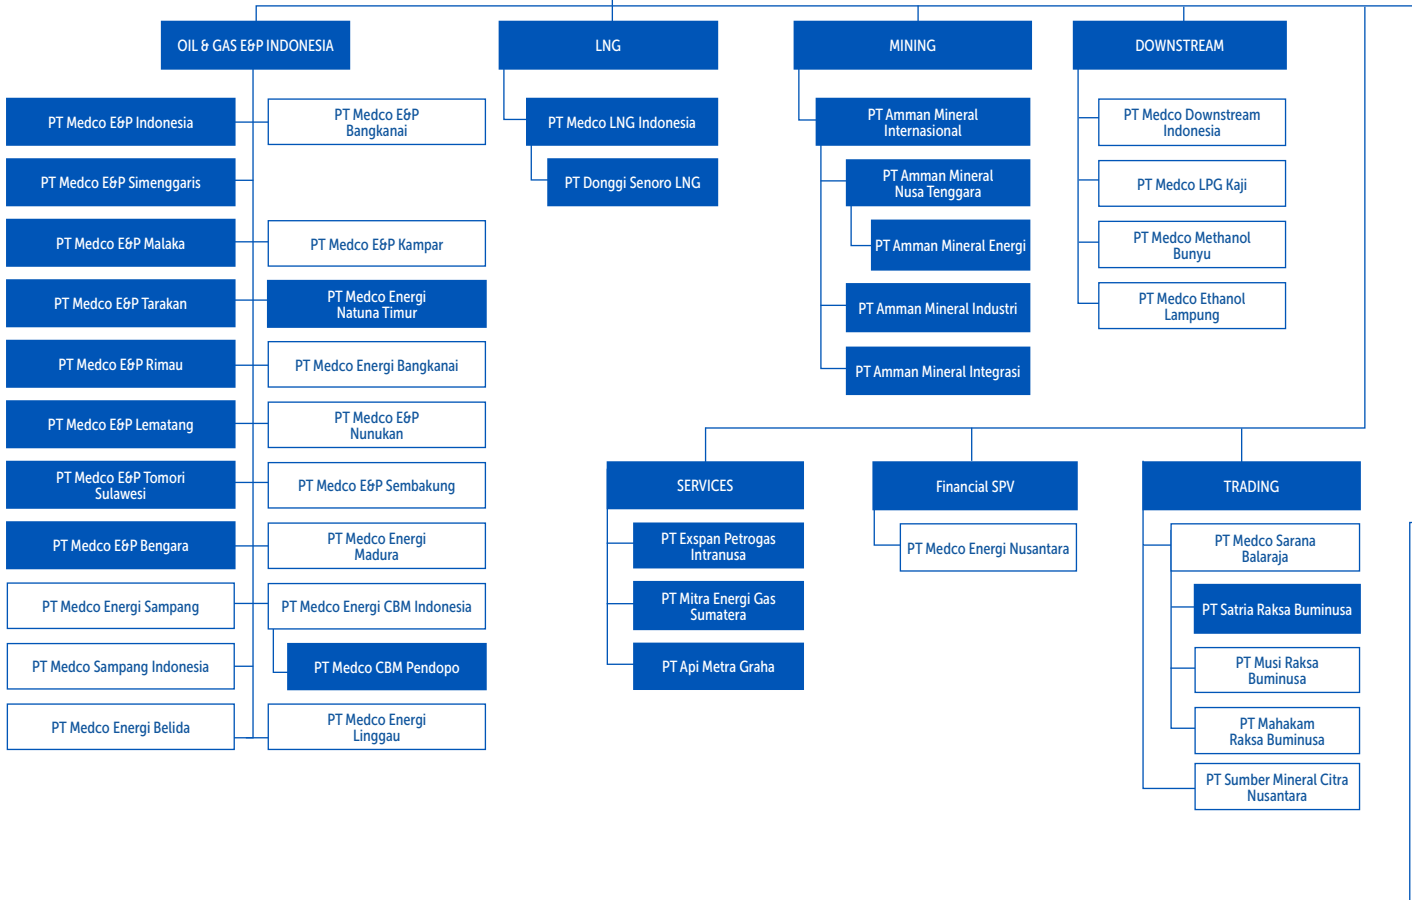 OIL & GAS E&P INDONESIA
PT Medco E&P Indonesia
PT Medco E&P
Bangkanai
PT Medco E&P Simenggaris
PT Medco E&P Malaka
PT Medco E&P Kampar
PT Medco E&P Tarakan
PT Medco Energi
Natuna Timur
PT Medco E&P Rimau
PT Medco Energi Bangkanai
PT Medco E&P Lematang
PT Medco E&P
Nunukan
PT Medco E&P Tomori
Sulawesi
PT Medco E&P Sembakung
PT Medco E&P Bengara
PT Medco Energi
Madura
PT Medco Energi Sampang
PT Medco Energi CBM Indonesia
PT Medco Sampang Indonesia
PT Medco CBM Pendopo
PT Medco Energi Belida
PT Medco Energi
Linggau
LNG
PT Medco LNG Indonesia
PT Donggi Senoro LNG
MINING
PT Amman Mineral
Internasional
PT Amman Mineral
Nusa Tenggara
PT Amman Mineral Energi
PT Amman Mineral Industri
PT Amman Mineral Integrasi
DOWNSTREAM
PT Medco Downstream
Indonesia
PT Medco LPG Kaji
PT Medco Methanol
Bunyu
PT Medco Ethanol
Lampung
SERVICES
PT Exspan Petrogas
Intranusa
PT Mitra Energi Gas
Sumatera
PT Api Metra Graha
Financial SPV
PT Medco Energi Nusantara
TRADING
PT Medco Sarana
Balaraja
PT Satria Raksa Buminusa
PT Musi Raksa
Buminusa
PT Mahakam
Raksa Buminusa
PT Sumber Mineral Citra
Nusantara